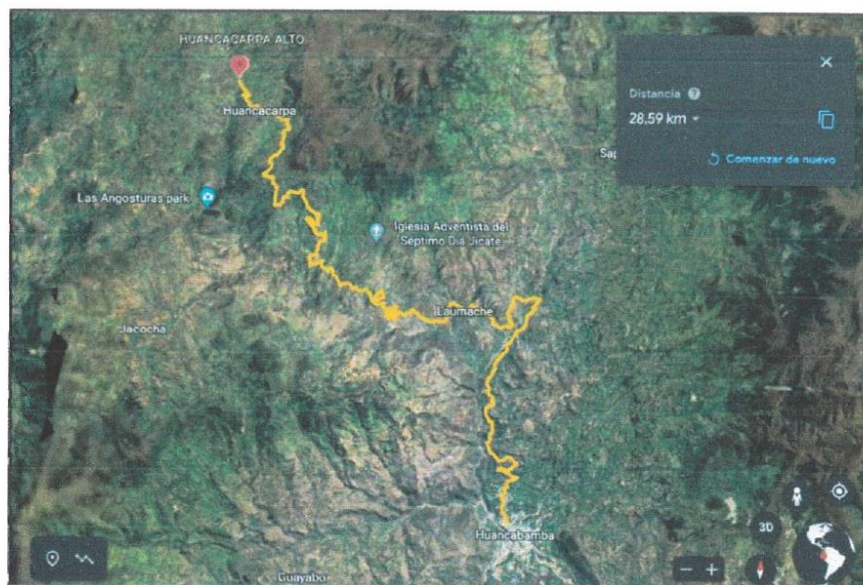 HUANCACARPA ALTO
Huancacarpa
Distancia
28,59 km
Comenzar de nuevo
Sap
Las Angosturas park
Iglesia Adventista del
Séptimo Día Jicate
Laumache
Jacocha
Huancabamba
Guayabo
3D